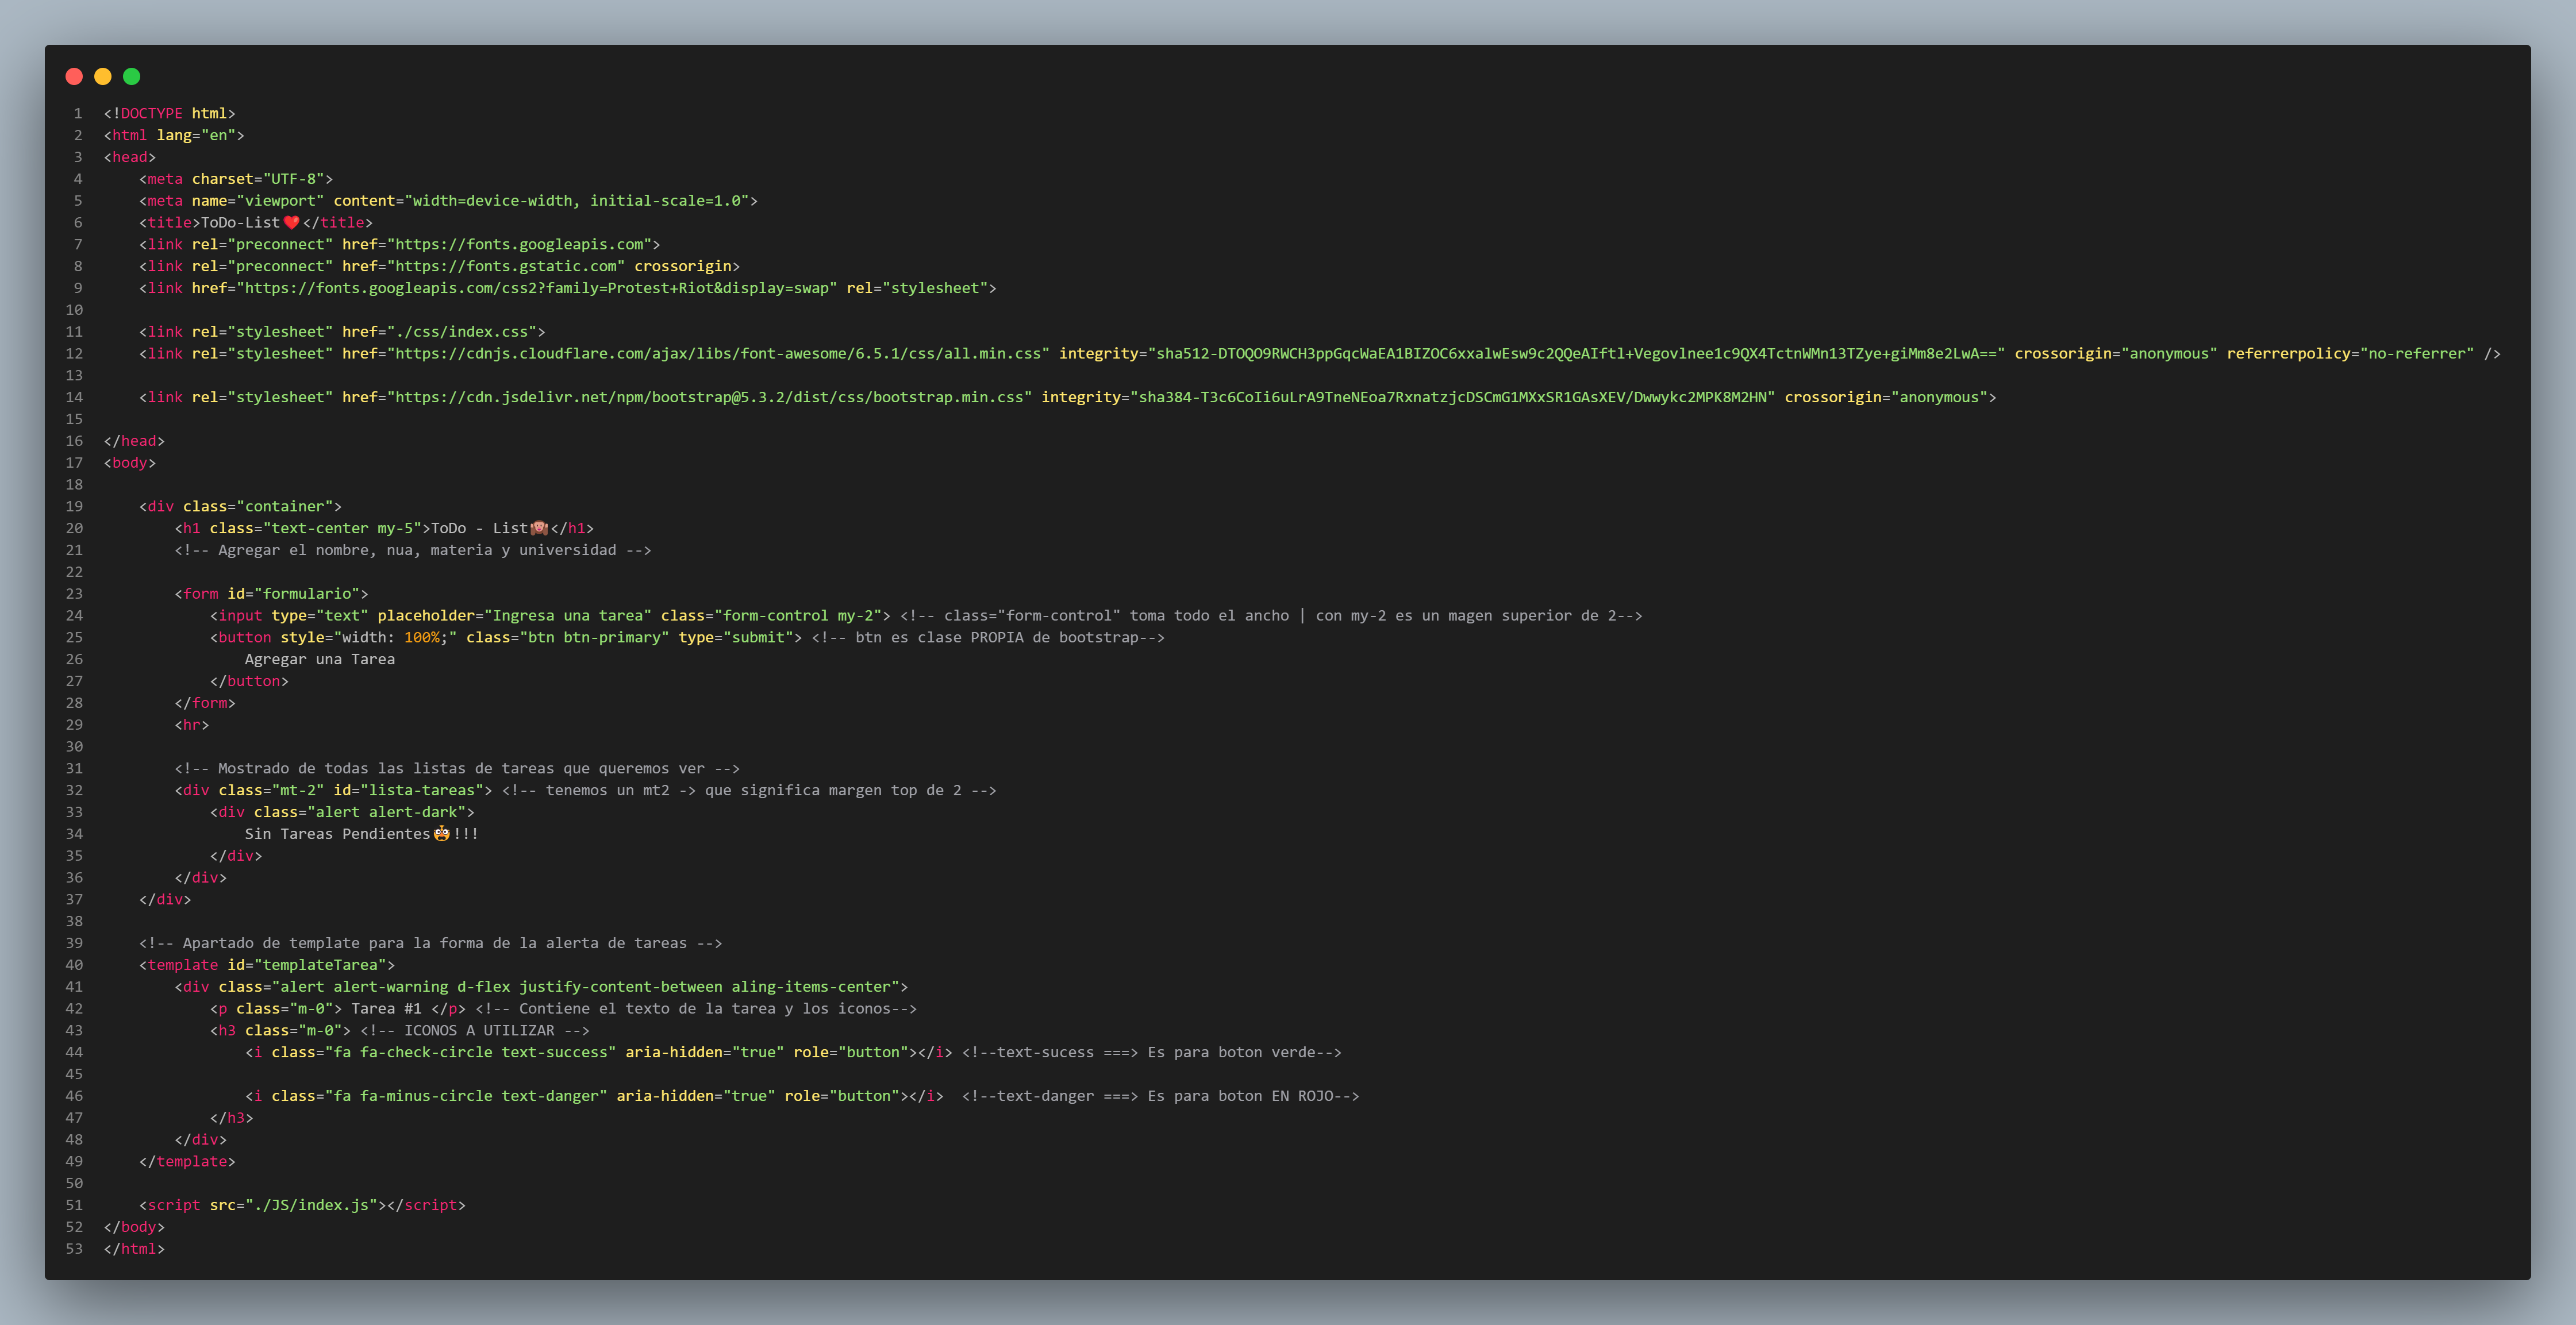 1 <!DOCTYPE html>
2 <html lang="en">
3 <head>
4     <meta charset="UTF-8">
5     <meta name="viewport" content="width=device-width, initial-scale=1.0">
6     <title>ToDo-List❤️</title>
7     <link rel="preconnect" href="https://fonts.googleapis.com">
8     <link rel="preconnect" href="https://fonts.gstatic.com" crossorigin>
9     <link href="https://fonts.googleapis.com/css2?family=Protest+Riot&display=swap" rel="stylesheet">
10
11     <link rel="stylesheet" href="./css/index.css">
12     <link rel="stylesheet" href="https://cdnjs.cloudflare.com/ajax/libs/font-awesome/6.5.1/css/all.min.css" integrity="sha512-DTOQO9RWCH3ppGqcWaEA1BIZOC6xxalwEsw9c2QQeAIftl+Vegovlnee1c9QX4TctnWMn13TZye+giMm8e2LwA==" crossorigin="anonymous" referrerpolicy="no-referrer" />
13
14     <link rel="stylesheet" href="https://cdn.jsdelivr.net/npm/bootstrap@5.3.2/dist/css/bootstrap.min.css" integrity="sha384-T3c6CoIi6uLrA9TneNEoa7RxnatzjcDSCmG1MXxSR1GAsXEV/Dwwykc2MPK8M2HN" crossorigin="anonymous">
15
16 </head>
17 <body>
18
19     <div class="container">
20         <h1 class="text-center my-5">ToDo - List🙉</h1>
21         <!-- Agregar el nombre, nua, materia y universidad -->
22
23         <form id="formulario">
24             <input type="text" placeholder="Ingresa una tarea" class="form-control my-2"> <!-- class="form-control" toma todo el ancho | con my-2 es un magen superior de 2-->
25             <button style="width: 100%;" class="btn btn-primary" type="submit"> <!-- btn es clase PROPIA de bootstrap-->
26                 Agregar una Tarea
27             </button>
28         </form>
29         <hr>
30
31         <!-- Mostrado de todas las listas de tareas que queremos ver -->
32         <div class="mt-2" id="lista-tareas"> <!-- tenemos un mt2 -> que significa margen top de 2 -->
33             <div class="alert alert-dark">
34                 Sin Tareas Pendientes!!!
35             </div>
36         </div>
37     </div>
38
39     <!-- Apartado de template para la forma de la alerta de tareas -->
40     <template id="templateTarea">
41         <div class="alert alert-warning d-flex justify-content-between aling-items-center">
42             <p class="m-0"> Tarea #1 </p> <!-- Contiene el texto de la tarea y los iconos-->
43             <h3 class="m-0"> <!-- ICONOS A UTILIZAR -->
44                 <i class="fa fa-check-circle text-success" aria-hidden="true" role="button"></i> <!--text-sucess ===> Es para boton verde-->
45
46                 <i class="fa fa-minus-circle text-danger" aria-hidden="true" role="button"></i>  <!--text-danger ===> Es para boton EN ROJO-->
47             </h3>
48         </div>
49     </template>
50
51     <script src="./JS/index.js"></script>
52 </body>
53 </html>